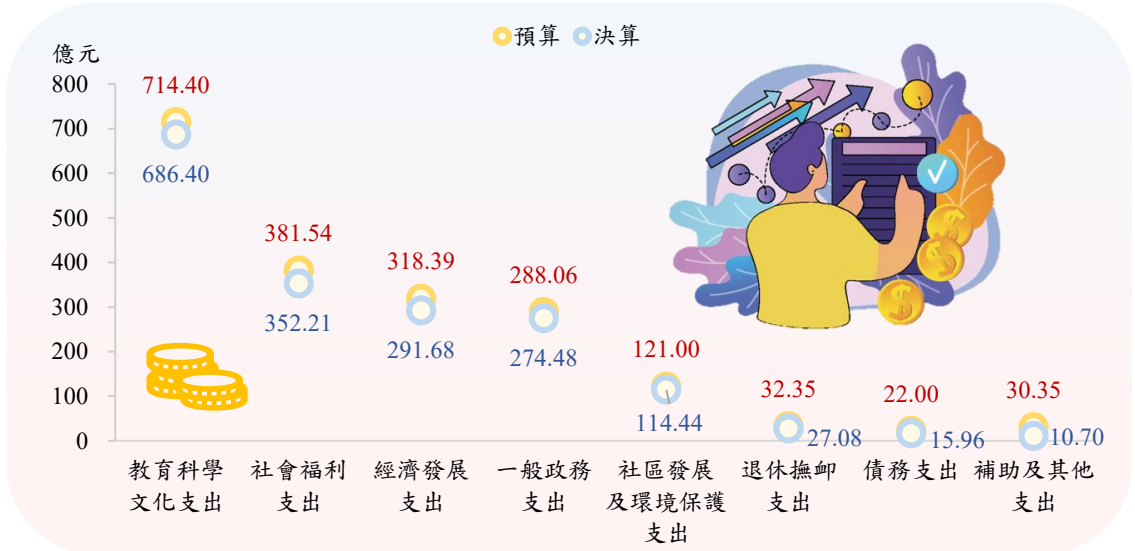 預算 決算
億元
800
700
600
500
400
300
200
100
0
714.40
686.40
381.54
352.21
318.39
291.68
288.06
274.48
121.00
114.44
32.35
27.08
22.00
15.96
30.35
10.70
教育科學
文化支出
社會福利
支出
經濟發展
支出
一般政務
支出
社區發展
及環境保護
支出
退休撫卹
支出
債務支出
補助及其他
支出